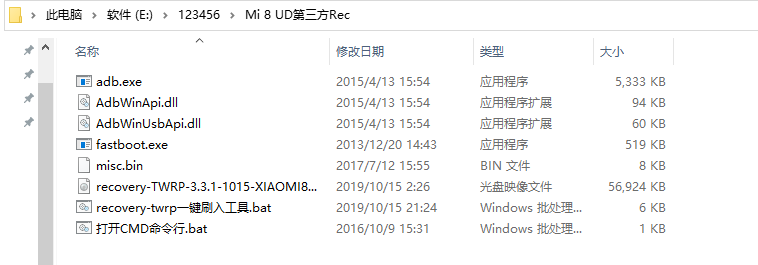 此电脑 > 软件 (E:) > 123456 > Mi 8 UD第三方Rec
名称 修改日期 类型 大小
adb.exe 2015/4/13 15:54 应用程序 5,333 KB
AdbWinApi.dll 2015/4/13 15:54 应用程序扩展 94 KB
AdbWinUsbApi.dll 2015/4/13 15:54 应用程序扩展 60 KB
fastboot.exe 2013/12/20 14:43 应用程序 519 KB
misc.bin 2017/7/12 15:55 BIN 文件 8 KB
recovery-TWRP-3.3.1-1015-XIAOMI8... 2019/10/15 2:26 光盘映像文件 56,924 KB
recovery-twrp一键刷入工具.bat 2019/10/15 21:24 Windows 批处理... 6 KB
打开CMD命令行.bat 2016/10/9 15:31 Windows 批处理... 1 KB